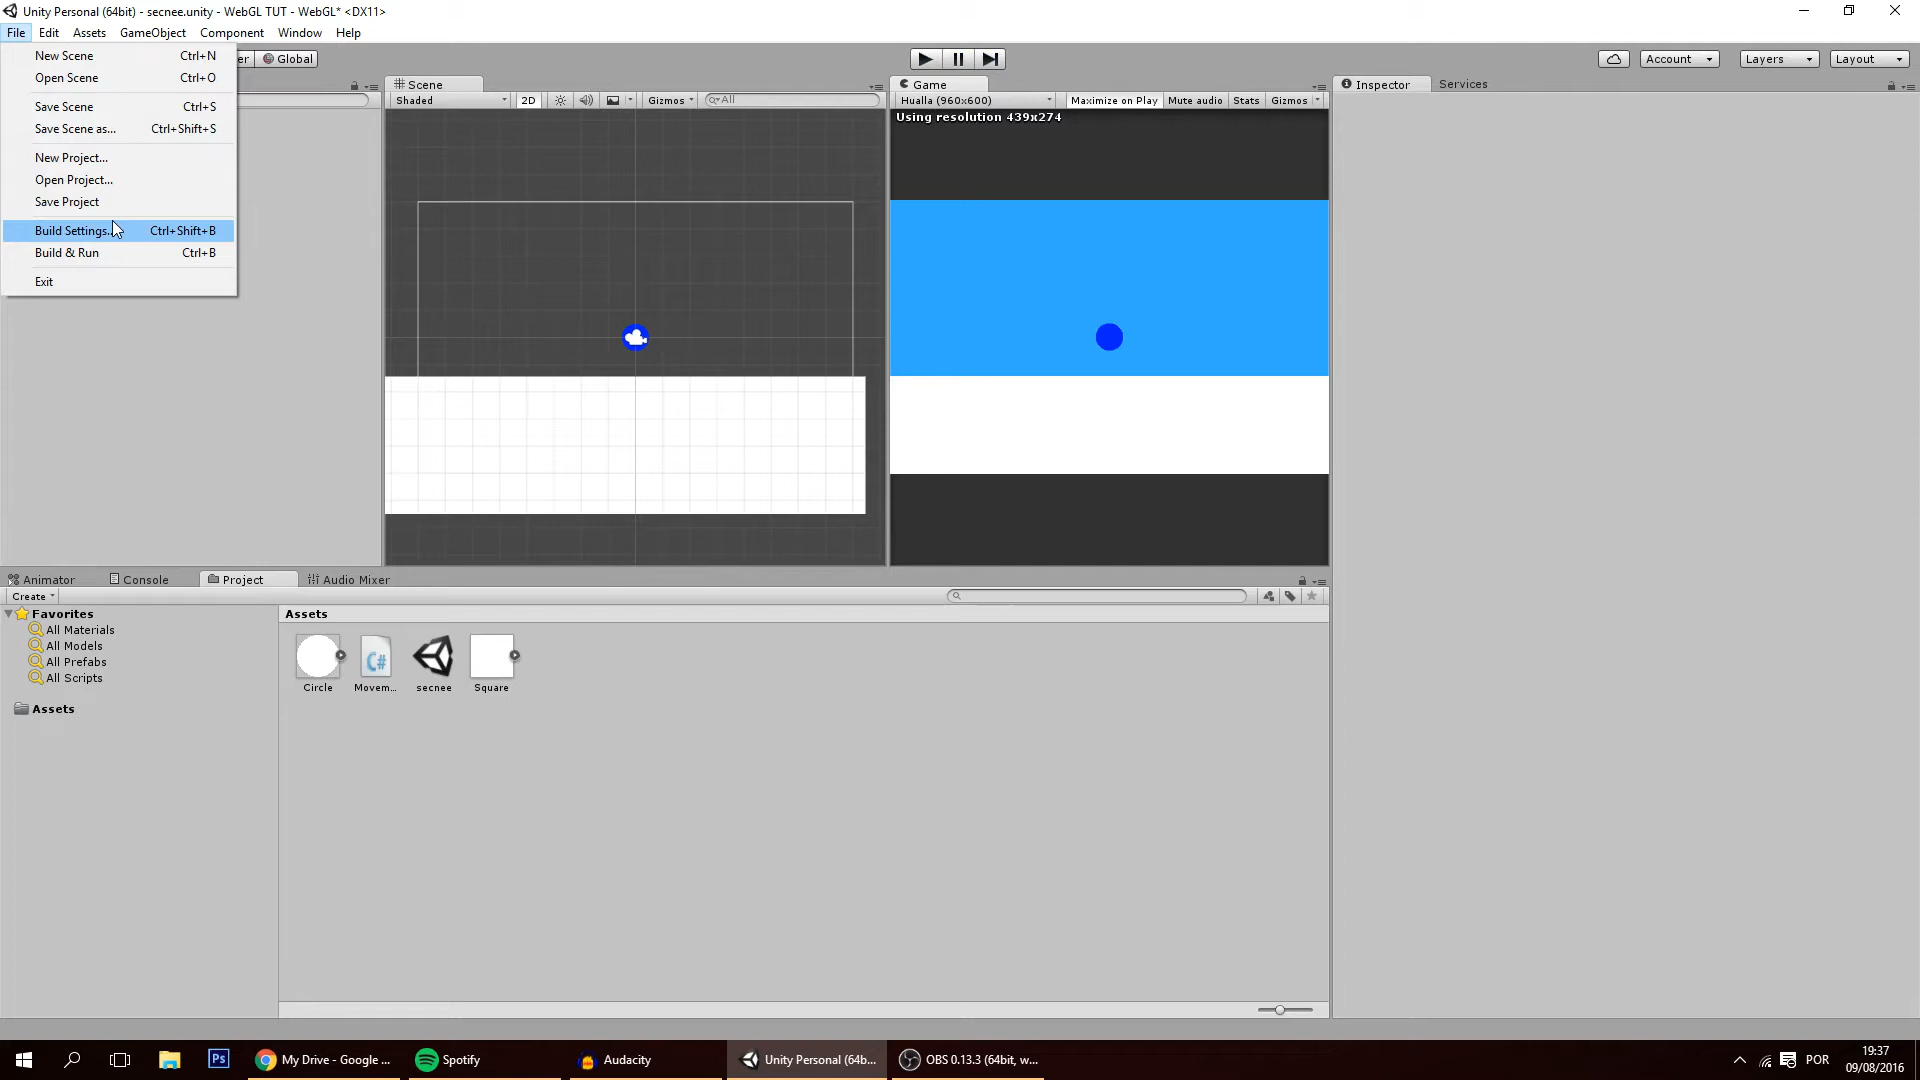 Unity Personal (64bit) - secnee.unity - WebGL TUT - WebGL* <DX11>
File Edit Assets GameObject Component Window Help
New Scene Ctrl+N
Open Scene Ctrl+O
Save Scene Ctrl+S
Save Scene as... Ctrl+Shift+S
New Project...
Open Project...
Save Project
Build Settings... Ctrl+Shift+B
Build & Run Ctrl+B
Exit
er Global
Account Layers Layout
Scene
Shaded 2D Gizmos All
Game
Hualla (960x600) Maximize on Play Mute audio Stats Gizmos
Using resolution 439x274
Inspector Services
Animator Console Project Audio Mixer
Create
Favorites
All Materials
All Models
All Prefabs
All Scripts
Assets
Assets
C#
Circle Movem... secnee Square
Ps My Drive - Google ... Spotify Audacity Unity Personal (64b... OBS 0.13.3 (64bit, w... POR
19:37
09/08/2016